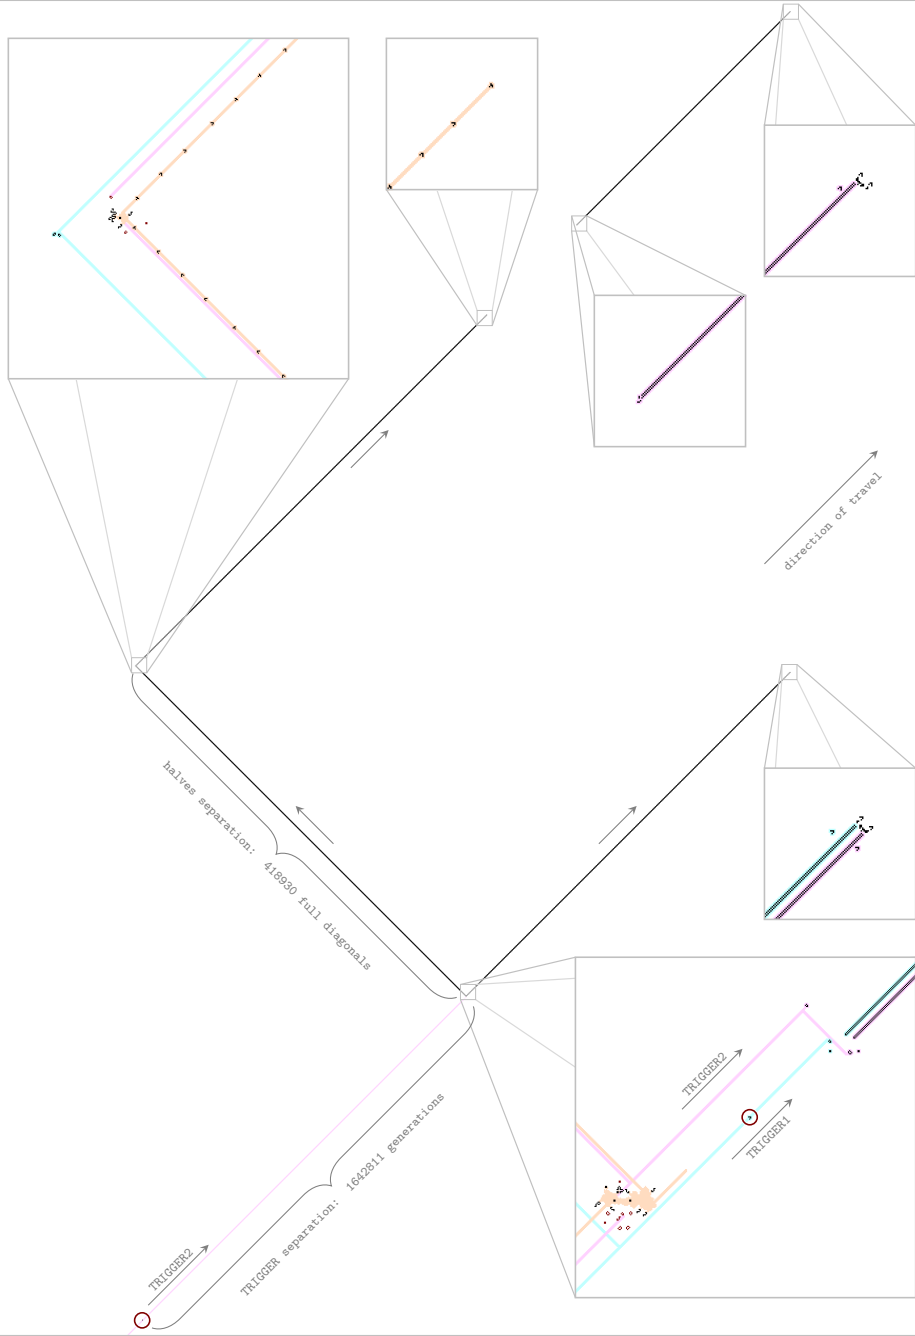 direction of travel
halves separation: 418930 full diagonals
TRIGGER2
TRIGGER1
TRIGGER separation: 1642811 generations
TRIGGER2